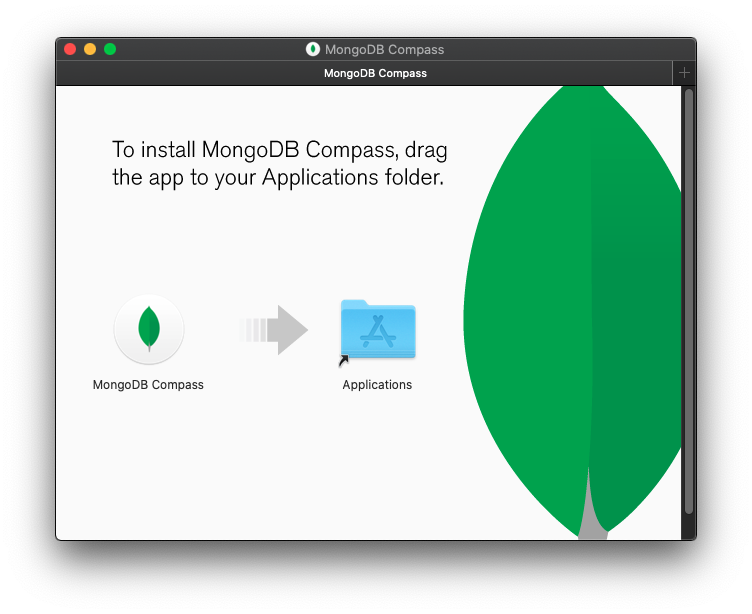 MongoDB Compass
MongoDB Compass
To install MongoDB Compass, drag
the app to your Applications folder.
MongoDB Compass
Applications